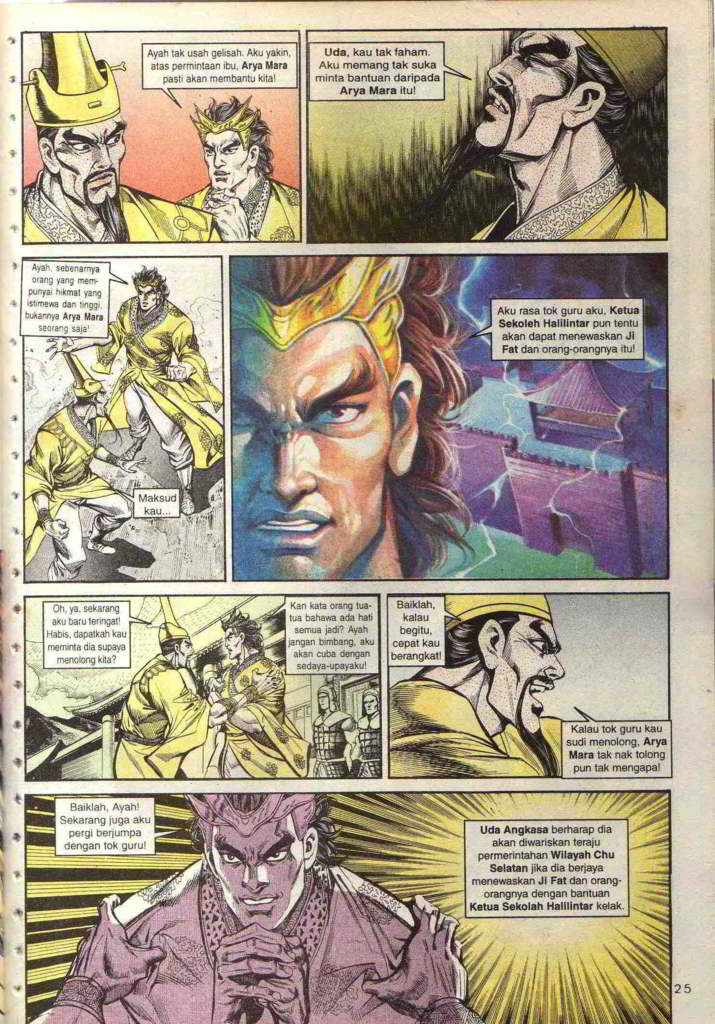 Ayah tak usah gelisah. Aku yakin,
atas permintaan ibu, Arya Mara
pasti akan membantu kita!
Uda, kau tak faham.
Aku memang tak suka
minta bantuan daripada
Arya Mara itu!
Ayah, sebenarnya
orang yang mem-
punyai hikmat yang
istimewa dan tinggi,
bukannya Arya Mara
seorang saja!
Maksud
kau...
Aku rasa tok guru aku, Ketua
Sekoleh Halilintar pun tentu
akan dapat menewaskan Ji
Fat dan orang-orangnya itu!
Oh, ya, sekarang
aku baru teringat!
Habis, dapatkah kau
meminta dia supaya
menolong kita?
Kan kata orang tua-
tua bahawa ada hati
semua jadi? Ayah
jangan bimbang, aku
akan cuba dengan
sedaya-upayaku!
Baiklah,
kalau
begitu,
cepat kau
berangkat!
Kalau tok guru kau
sudi menolong, Arya
Mara tak nak tolong
pun tak mengapa!
Baiklah, Ayah!
Sekarang juga aku
pergi berjumpa
dengan tok guru!
Uda Angkasa berharap dia
akan diwariskan teraju
permerintahan Wilayah Chu
Selatan jika dia berjaya
menewaskan Ji Fat dan orang-
orangnya dengan bantuan
Ketua Sekolah Halilintar kelak.
25